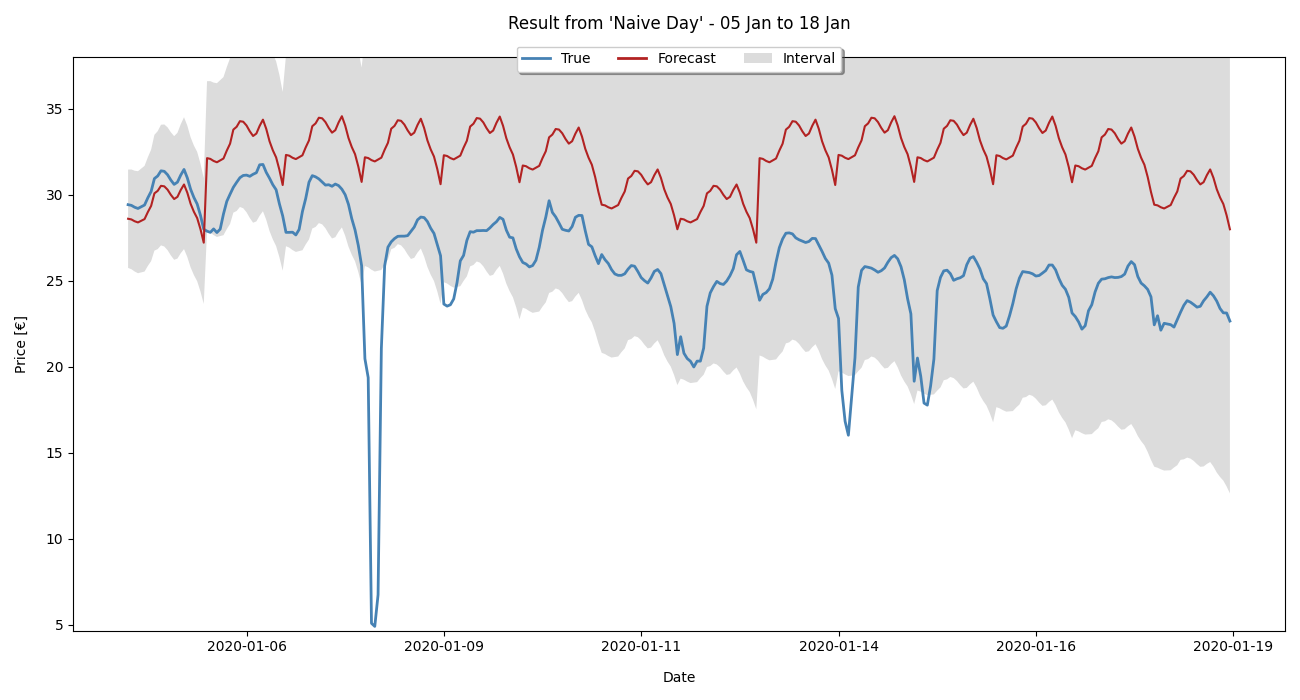 Result from 'Naive Day' - 05 Jan to 18 Jan
True
Forecast
Interval
Price [€]
35
30
25
20
15
10
5
2020-01-06
2020-01-09
2020-01-11
2020-01-14
2020-01-16
2020-01-19
Date